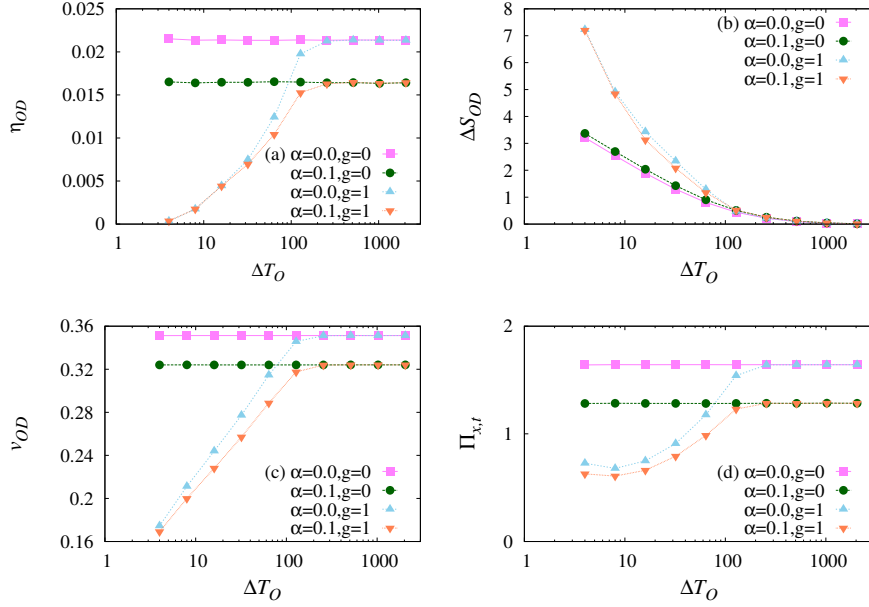 0.025
0.02
0.015
0.01
0.005
0
η_OD
(a) α=0.0,g=0
α=0.1,g=0
α=0.0,g=1
α=0.1,g=1
1 10 100 1000
ΔT_O
8
7
6
5
4
3
2
1
0
ΔS_OD
(b) α=0.0,g=0
α=0.1,g=0
α=0.0,g=1
α=0.1,g=1
1 10 100 1000
ΔT_O
0.36
0.32
0.28
0.24
0.2
0.16
v_OD
(c) α=0.0,g=0
α=0.1,g=0
α=0.0,g=1
α=0.1,g=1
1 10 100 1000
ΔT_O
2
1
0
Π_x,t
(d) α=0.0,g=0
α=0.1,g=0
α=0.0,g=1
α=0.1,g=1
1 10 100 1000
ΔT_O